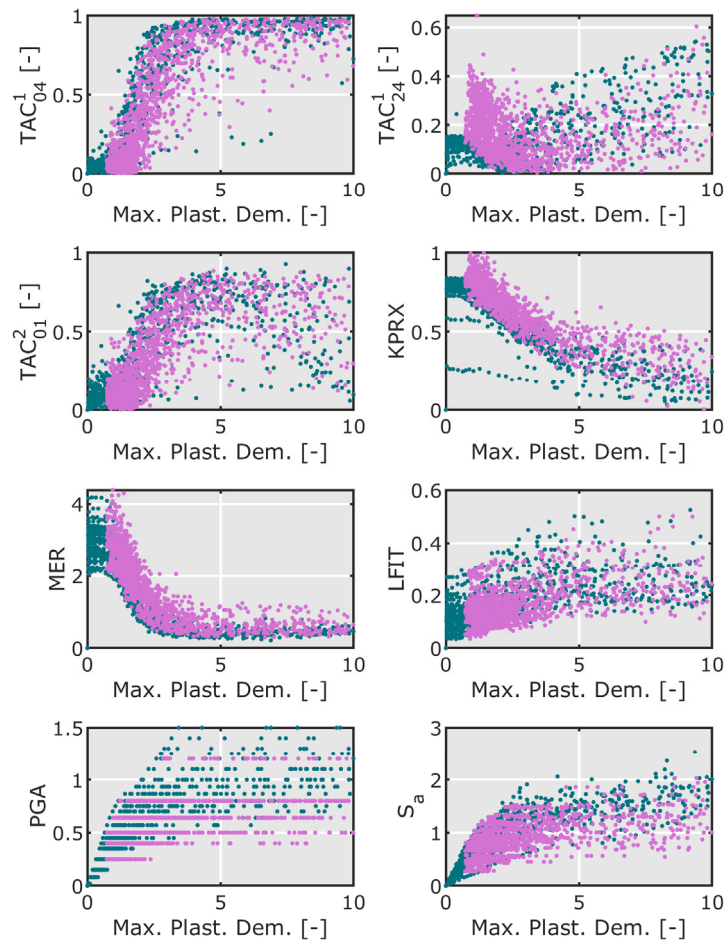 1
0.5
0
TAC¹₀₄ [-]
0 5 10
Max. Plast. Dem. [-]
0.6
0.4
0.2
0
TAC¹₂₄ [-]
0 5 10
Max. Plast. Dem. [-]
1
0.5
0
TAC²₀₁ [-]
0 5 10
Max. Plast. Dem. [-]
1
0.5
0
KPRX
0 5 10
Max. Plast. Dem. [-]
4
2
0
MER
0 5 10
Max. Plast. Dem. [-]
0.6
0.4
0.2
0
LFIT
0 5 10
Max. Plast. Dem. [-]
1.5
1
0.5
0
PGA
0 5 10
Max. Plast. Dem. [-]
3
2
1
0
Sₐ
0 5 10
Max. Plast. Dem. [-]